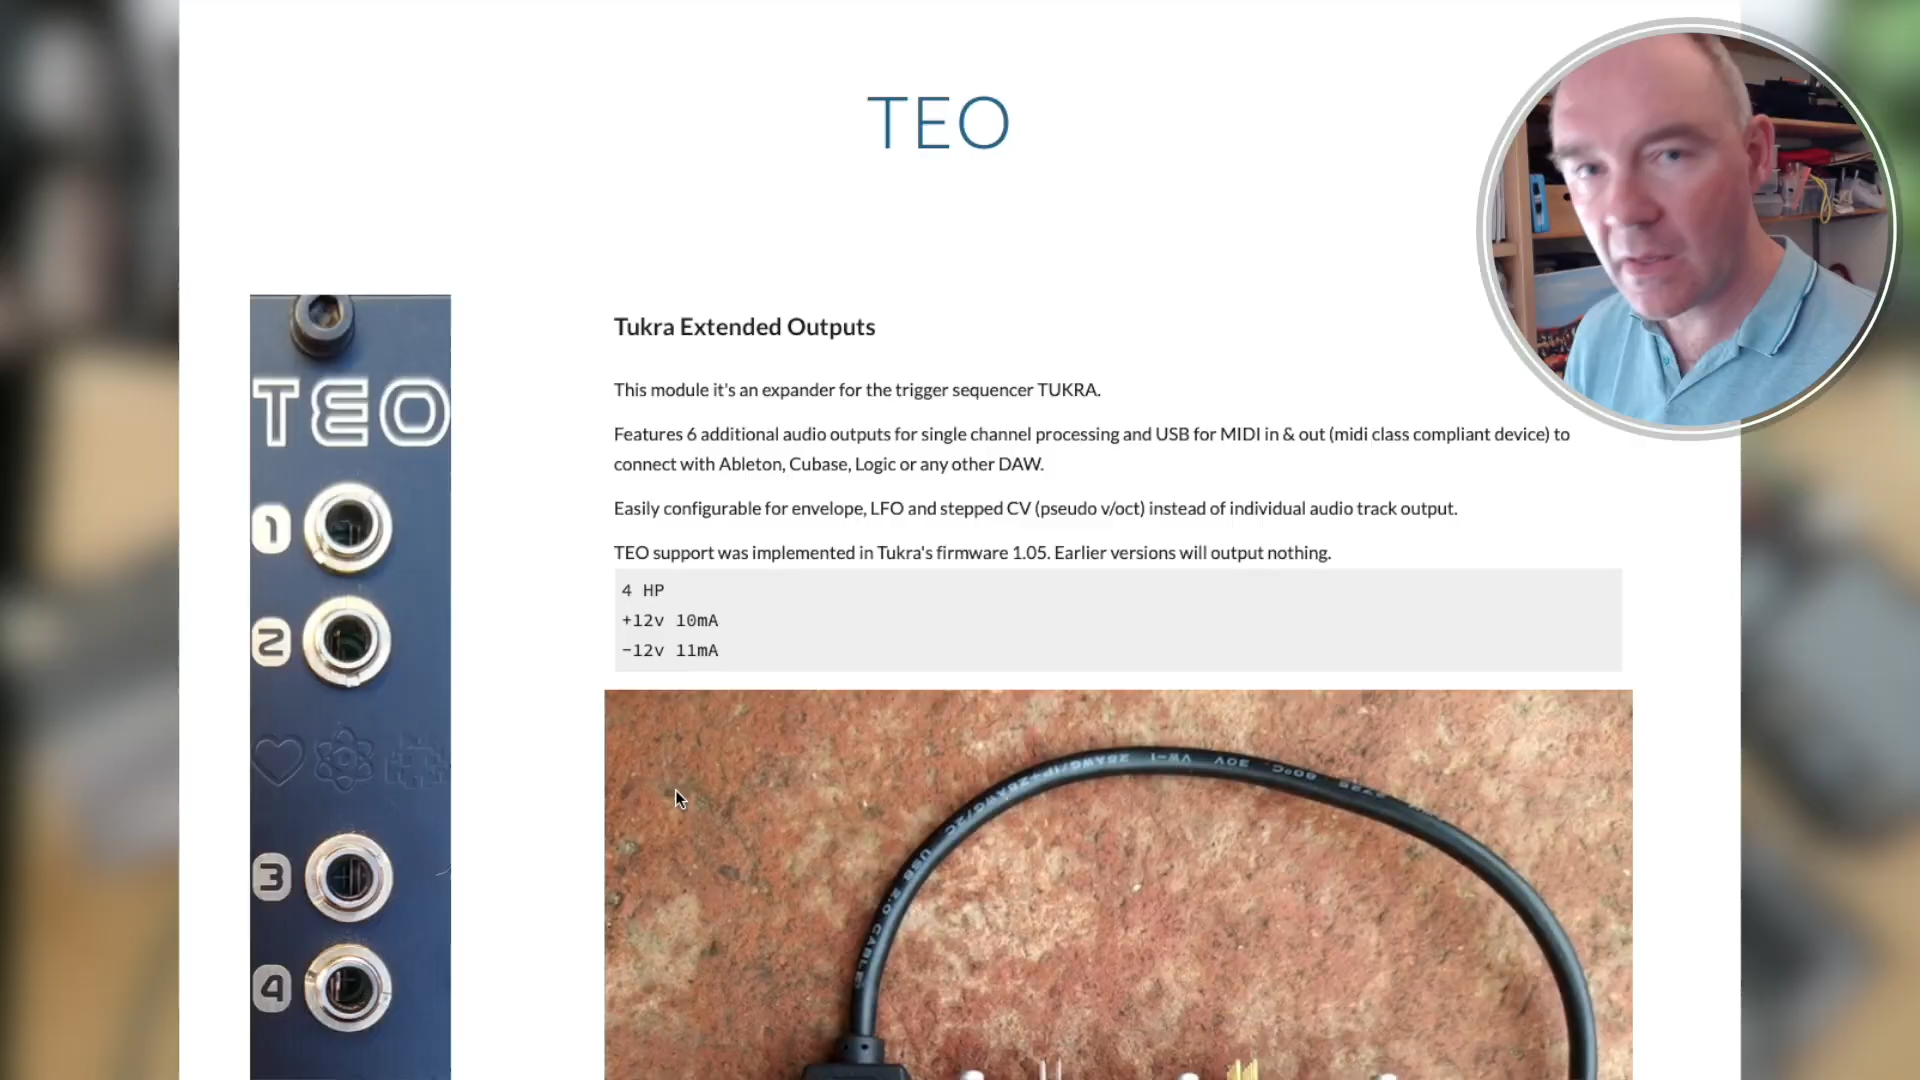 TEO
TEO
1
2
3
4
Tukra Extended Outputs
This module it's an expander for the trigger sequencer TUKRA.
Features 6 additional audio outputs for single channel processing and USB for MIDI in & out (midi class compliant device) to
connect with Ableton, Cubase, Logic or any other DAW.
Easily configurable for envelope, LFO and stepped CV (pseudo v/oct) instead of individual audio track output.
TEO support was implemented in Tukra's firmware 1.05. Earlier versions will output nothing.
4 HP
+12v 10mA
−12v 11mA
USB 2.0 CABLE